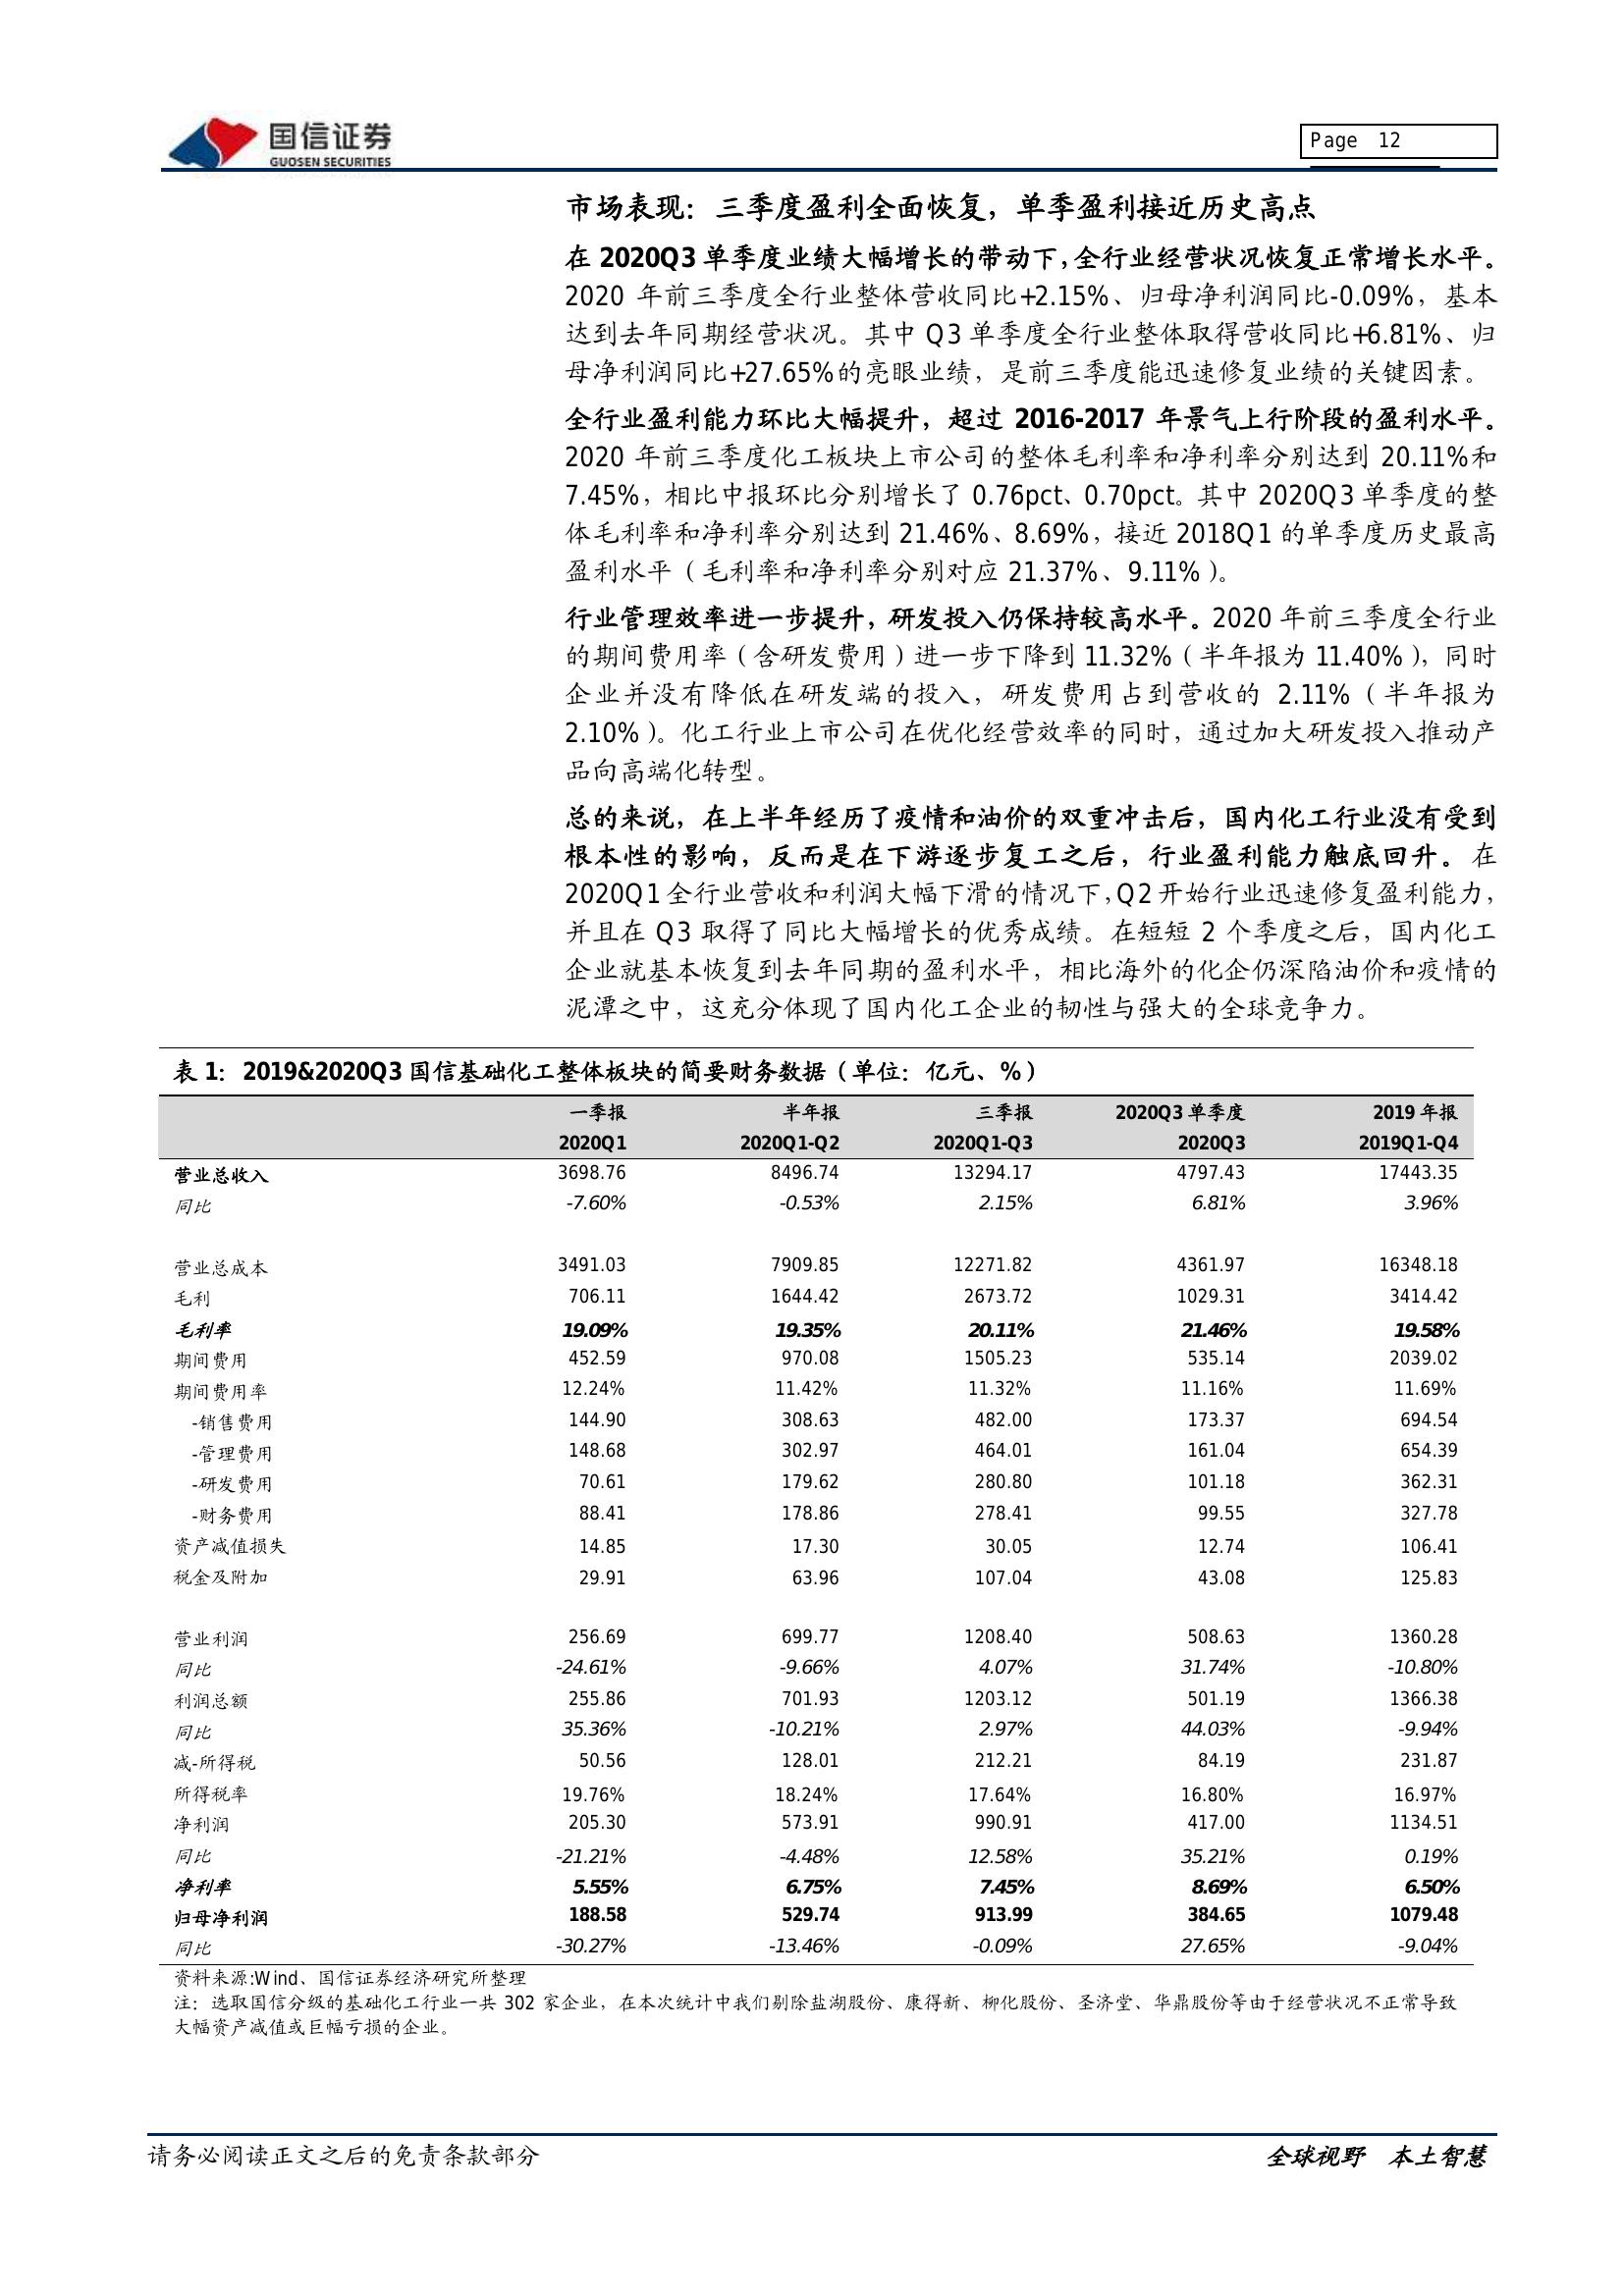 国信证券
GUOSEN SECURITIES
Page 12
市场表现：三季度盈利全面恢复，单季盈利接近历史高点
在 2020Q3 单季度业绩大幅增长的带动下，全行业经营状况恢复正常增长水平。
2020 年前三季度全行业整体营收同比+2.15%、归母净利润同比-0.09%，基本
达到去年同期经营状况。其中 Q3 单季度全行业整体取得营收同比+6.81%、归
母净利润同比+27.65%的亮眼业绩，是前三季度能迅速修复业绩的关键因素。
全行业盈利能力环比大幅提升，超过 2016-2017 年景气上行阶段的盈利水平。
2020 年前三季度化工板块上市公司的整体毛利率和净利率分别达到 20.11%和
7.45%，相比中报环比分别增长了 0.76pct、0.70pct。其中 2020Q3 单季度的整
体毛利率和净利率分别达到 21.46%、8.69%，接近 2018Q1 的单季度历史最高
盈利水平（毛利率和净利率分别对应 21.37%、9.11%）。
行业管理效率进一步提升，研发投入仍保持较高水平。2020 年前三季度全行业
的期间费用率（含研发费用）进一步下降到 11.32%（半年报为 11.40%），同时
企业并没有降低在研发端的投入，研发费用占到营收的 2.11%（半年报为
2.10%）。化工行业上市公司在优化经营效率的同时，通过加大研发投入推动产
品向高端化转型。
总的来说，在上半年经历了疫情和油价的双重冲击后，国内化工行业没有受到
根本性的影响，反而是在下游逐步复工之后，行业盈利能力触底回升。在
2020Q1 全行业营收和利润大幅下滑的情况下，Q2 开始行业迅速修复盈利能力，
并且在 Q3 取得了同比大幅增长的优秀成绩。在短短 2 个季度之后，国内化工
企业就基本恢复到去年同期的盈利水平，相比海外的化企仍深陷油价和疫情的
泥潭之中，这充分体现了国内化工企业的韧性与强大的全球竞争力。
表 1：2019&2020Q3 国信基础化工整体板块的简要财务数据（单位：亿元、%）
一季报 半年报 三季报 2020Q3 单季度 2019 年报
2020Q1 2020Q1-Q2 2020Q1-Q3 2020Q3 2019Q1-Q4
营业总收入 3698.76 8496.74 13294.17 4797.43 17443.35
同比 -7.60% -0.53% 2.15% 6.81% 3.96%
营业总成本 3491.03 7909.85 12271.82 4361.97 16348.18
毛利 706.11 1644.42 2673.72 1029.31 3414.42
毛利率 19.09% 19.35% 20.11% 21.46% 19.58%
期间费用 452.59 970.08 1505.23 535.14 2039.02
期间费用率 12.24% 11.42% 11.32% 11.16% 11.69%
-销售费用 144.90 308.63 482.00 173.37 694.54
-管理费用 148.68 302.97 464.01 161.04 654.39
-研发费用 70.61 179.62 280.80 101.18 362.31
-财务费用 88.41 178.86 278.41 99.55 327.78
资产减值损失 14.85 17.30 30.05 12.74 106.41
税金及附加 29.91 63.96 107.04 43.08 125.83
营业利润 256.69 699.77 1208.40 508.63 1360.28
同比 -24.61% -9.66% 4.07% 31.74% -10.80%
利润总额 255.86 701.93 1203.12 501.19 1366.38
同比 35.36% -10.21% 2.97% 44.03% -9.94%
减-所得税 50.56 128.01 212.21 84.19 231.87
所得税率 19.76% 18.24% 17.64% 16.80% 16.97%
净利润 205.30 573.91 990.91 417.00 1134.51
同比 -21.21% -4.48% 12.58% 35.21% 0.19%
净利率 5.55% 6.75% 7.45% 8.69% 6.50%
归母净利润 188.58 529.74 913.99 384.65 1079.48
同比 -30.27% -13.46% -0.09% 27.65% -9.04%
资料来源:Wind、国信证券经济研究所整理
注：选取国信分级的基础化工行业一共 302 家企业，在本次统计中我们剔除盐湖股份、康得新、柳化股份、圣济堂、华鼎股份等由于经营状况不正常导致
大幅资产减值或巨幅亏损的企业。
请务必阅读正文之后的免责条款部分
全球视野 本土智慧